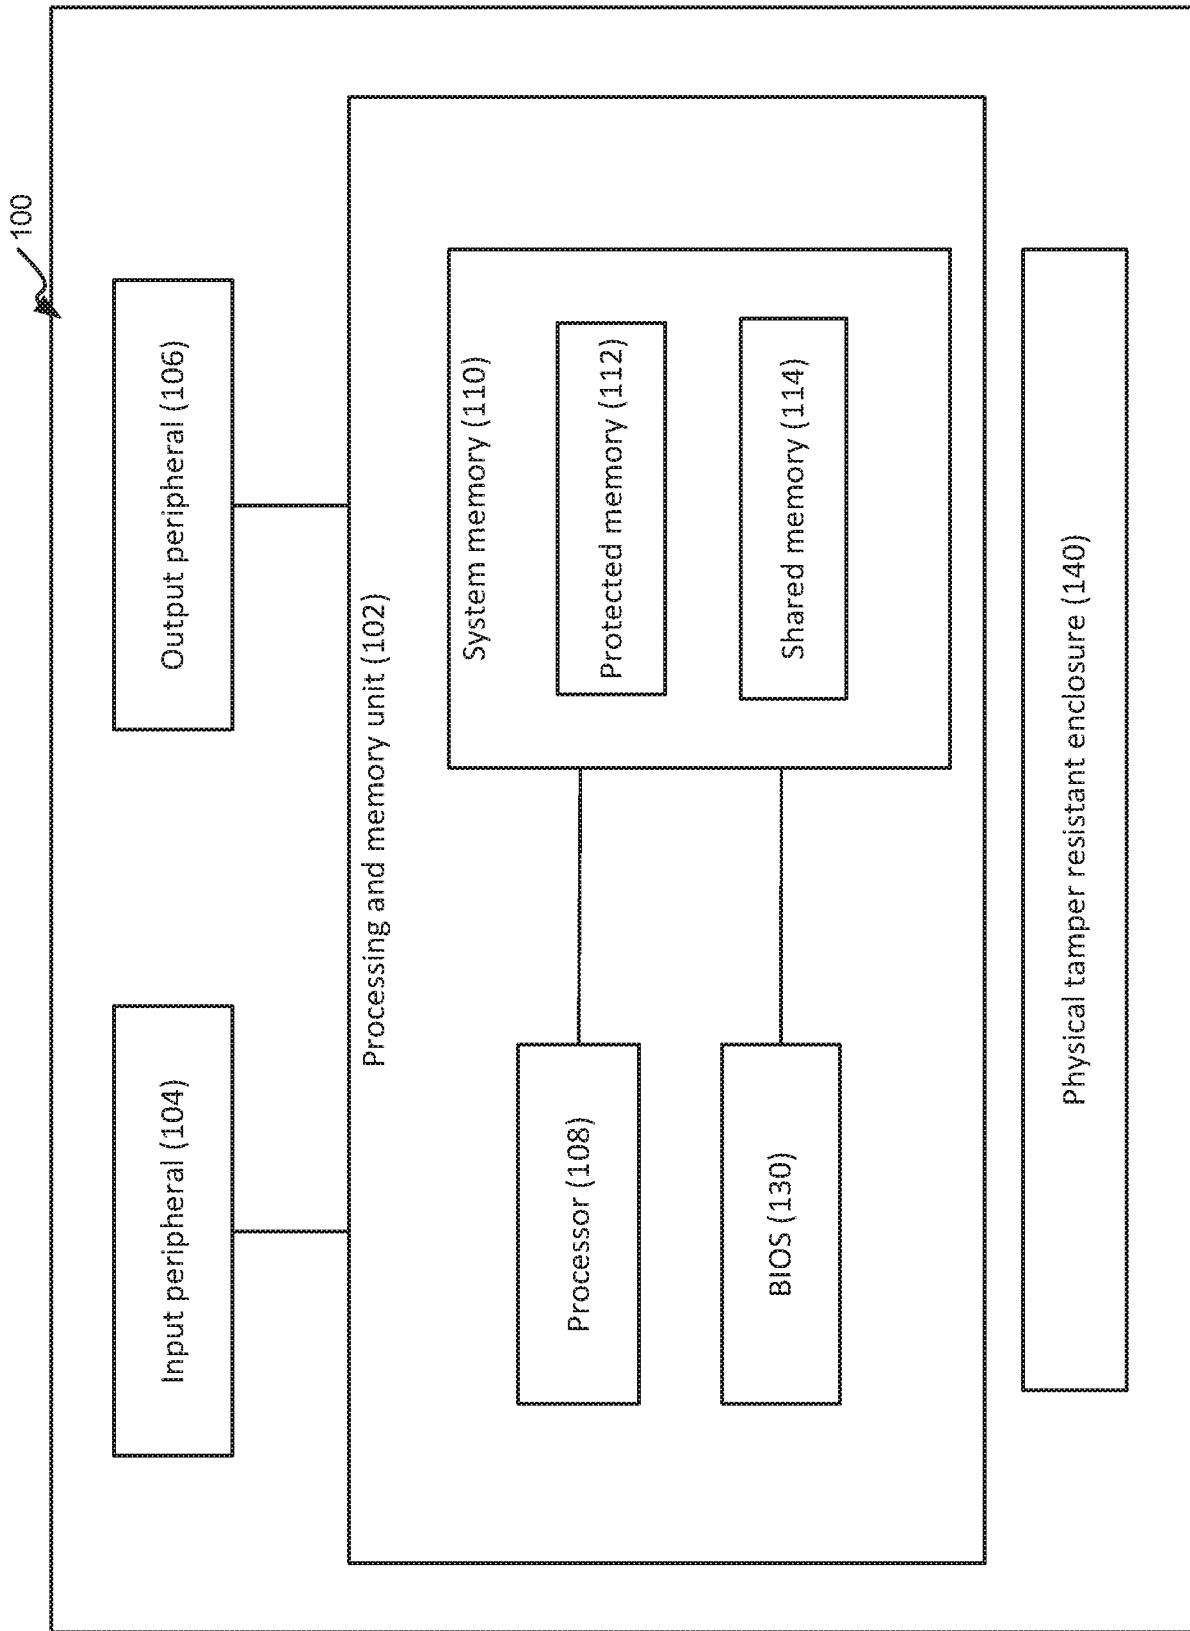 100
Input peripheral (104)
Output peripheral (106)
Processing and memory unit (102)
System memory (110)
Processor (108)
Protected memory (112)
BIOS (130)
Shared memory (114)
Physical tamper resistant enclosure (140)